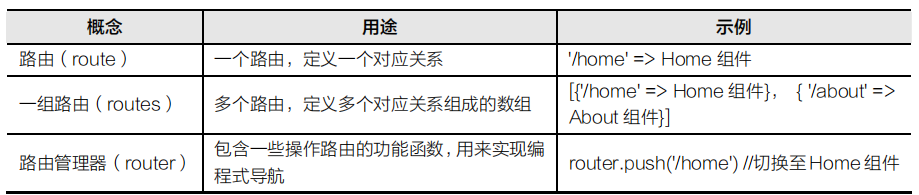 概念 用途 示例
路由（route） 一个路由，定义一个对应关系 '/home' => Home 组件
一组路由（routes） 多个路由，定义多个对应关系组成的数组 [{'/home' => Home 组件}， { '/about' =>
About 组件}]
路由管理器（router） 包含一些操作路由的功能函数，用来实现编
程式导航 router.push('/home') //切换至 Home 组件